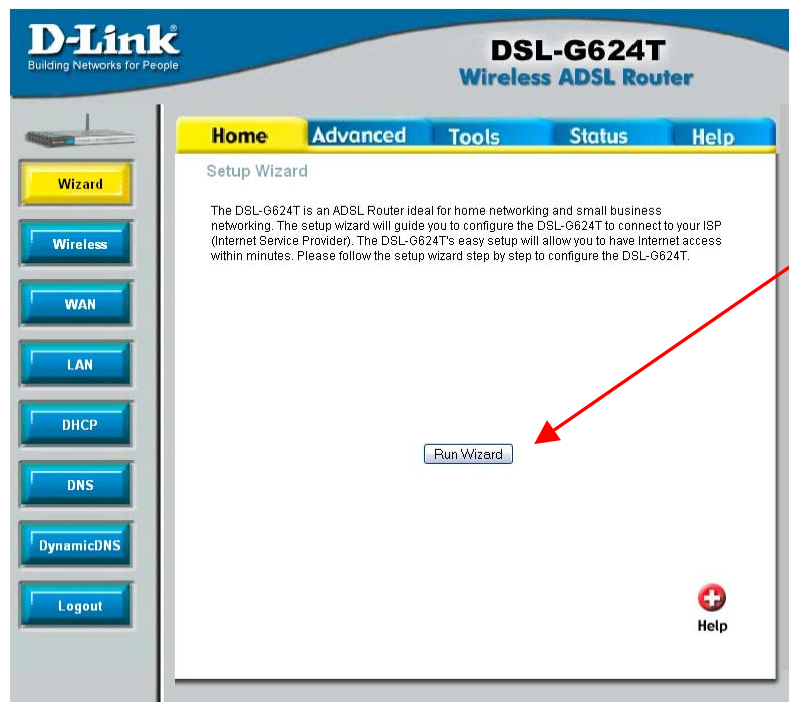 D-Link
Building Networks for People
DSL-G624T
Wireless ADSL Router
Home
Advanced
Tools
Status
Help
Wizard
Wireless
WAN
LAN
DHCP
DNS
DynamicDNS
Logout
Setup Wizard
The DSL-G624T is an ADSL Router ideal for home networking and small business
networking. The setup wizard will guide you to configure the DSL-G624T to connect to your ISP
(Internet Service Provider). The DSL-G624T's easy setup will allow you to have Internet access
within minutes. Please follow the setup wizard step by step to configure the DSL-G624T.
Run Wizard
Help